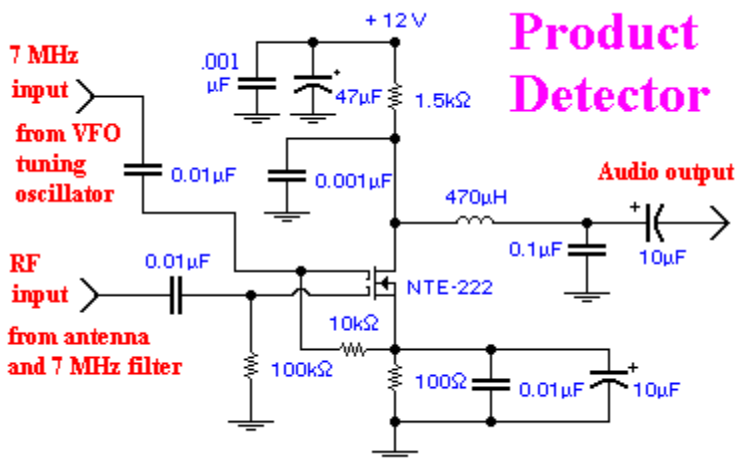 + 12 V
Product
Detector
7 MHz
input
from VFO
tuning
oscillator
.001
µF
47µF
1.5kΩ
0.01µF
0.001µF
470µH
Audio output
0.1µF
10µF
RF
input
0.01µF
NTE-222
from antenna
and 7 MHz filter
10kΩ
100kΩ
100Ω
0.01µF
10µF